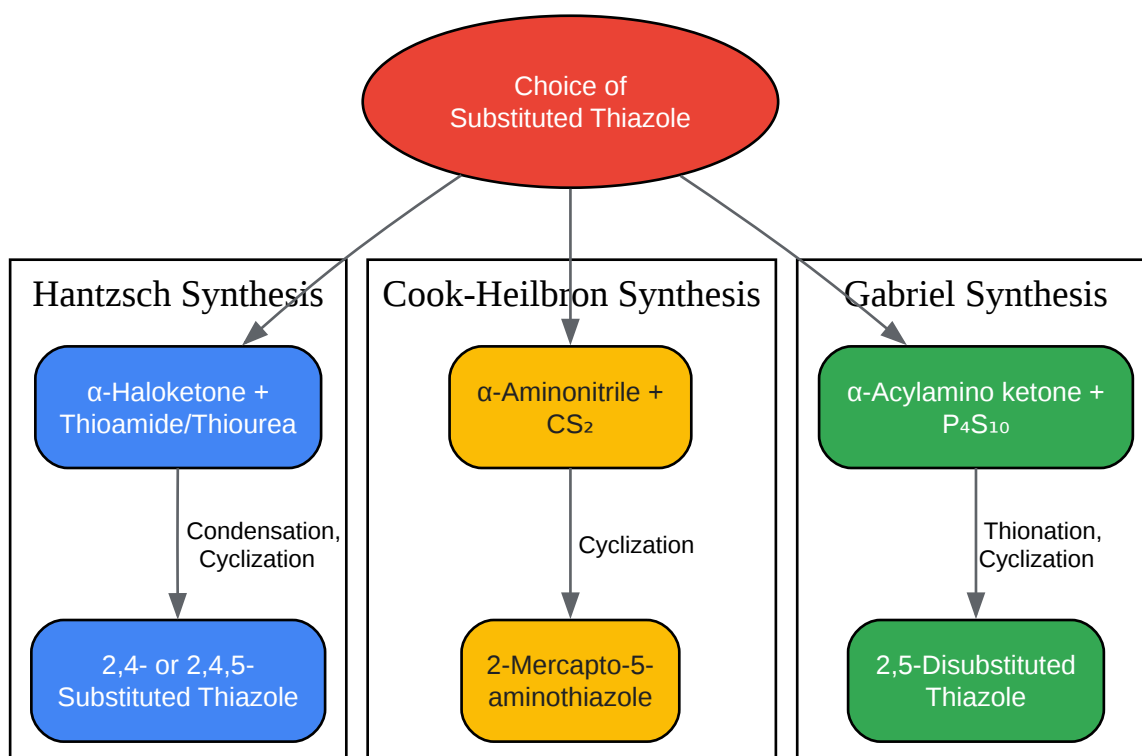 Choice of
Substituted Thiazole
Hantzsch Synthesis
α-Haloketone +
Thioamide/Thiourea
Condensation,
Cyclization
2,4- or 2,4,5-
Substituted Thiazole
Cook-Heilbron Synthesis
α-Aminonitrile +
CS₂
Cyclization
2-Mercapto-5-
aminothiazole
Gabriel Synthesis
α-Acylamino ketone +
P₄S₁₀
Thionation,
Cyclization
2,5-Disubstituted
Thiazole